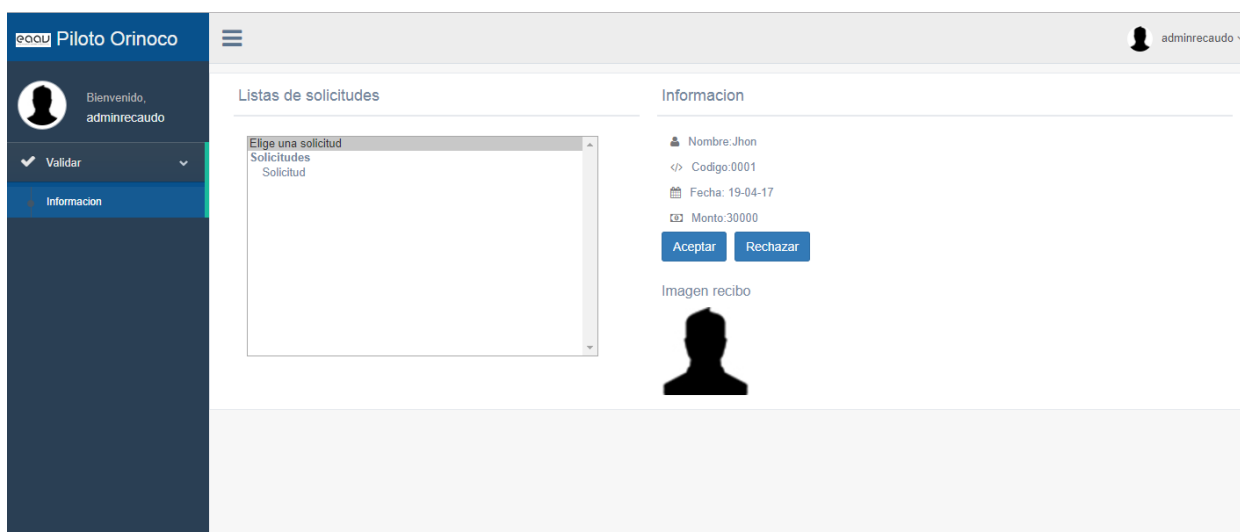 eaav Piloto Orinoco
adminrecaudo
Bienvenido,
adminrecaudo
Validar
Informacion
Listas de solicitudes
Elige una solicitud
Solicitudes
Solicitud
Informacion
Nombre:Jhon
</> Codigo:0001
Fecha: 19-04-17
Monto:30000
Aceptar Rechazar
Imagen recibo